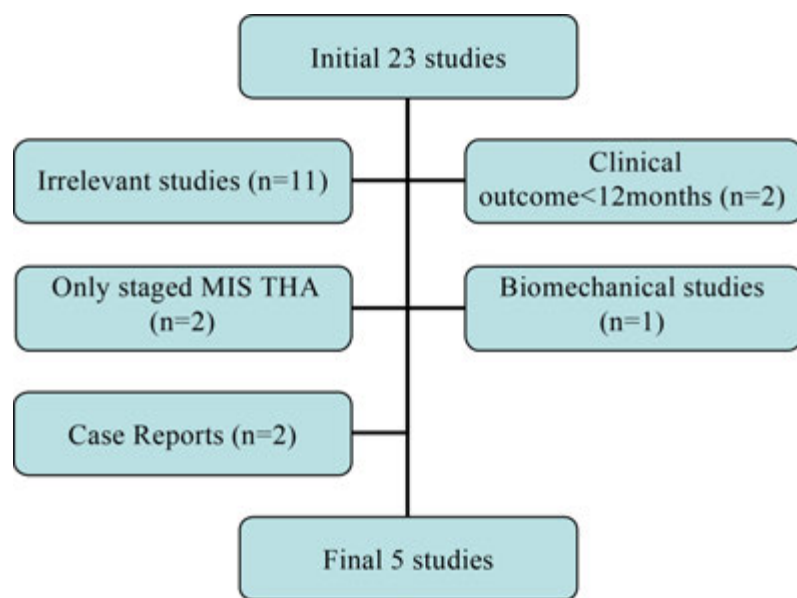 Initial 23 studies
Irrelevant studies (n=11)
Clinical
outcome<12months (n=2)
Only staged MIS THA
(n=2)
Biomechanical studies
(n=1)
Case Reports (n=2)
Final 5 studies